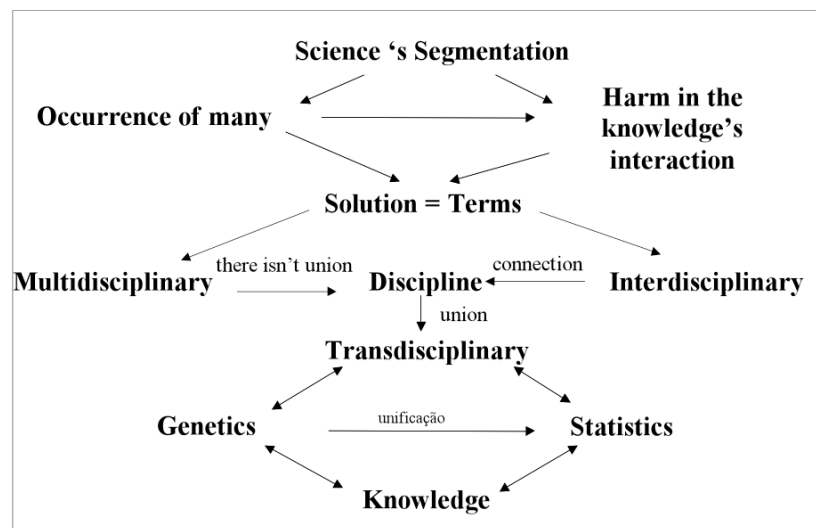 Science ‘s Segmentation
Occurrence of many
Harm in the
knowledge’s
interaction
Solution = Terms
there isn’t union
connection
Multidisciplinary
Discipline
Interdisciplinary
union
Transdisciplinary
Genetics
unificação
Statistics
Knowledge